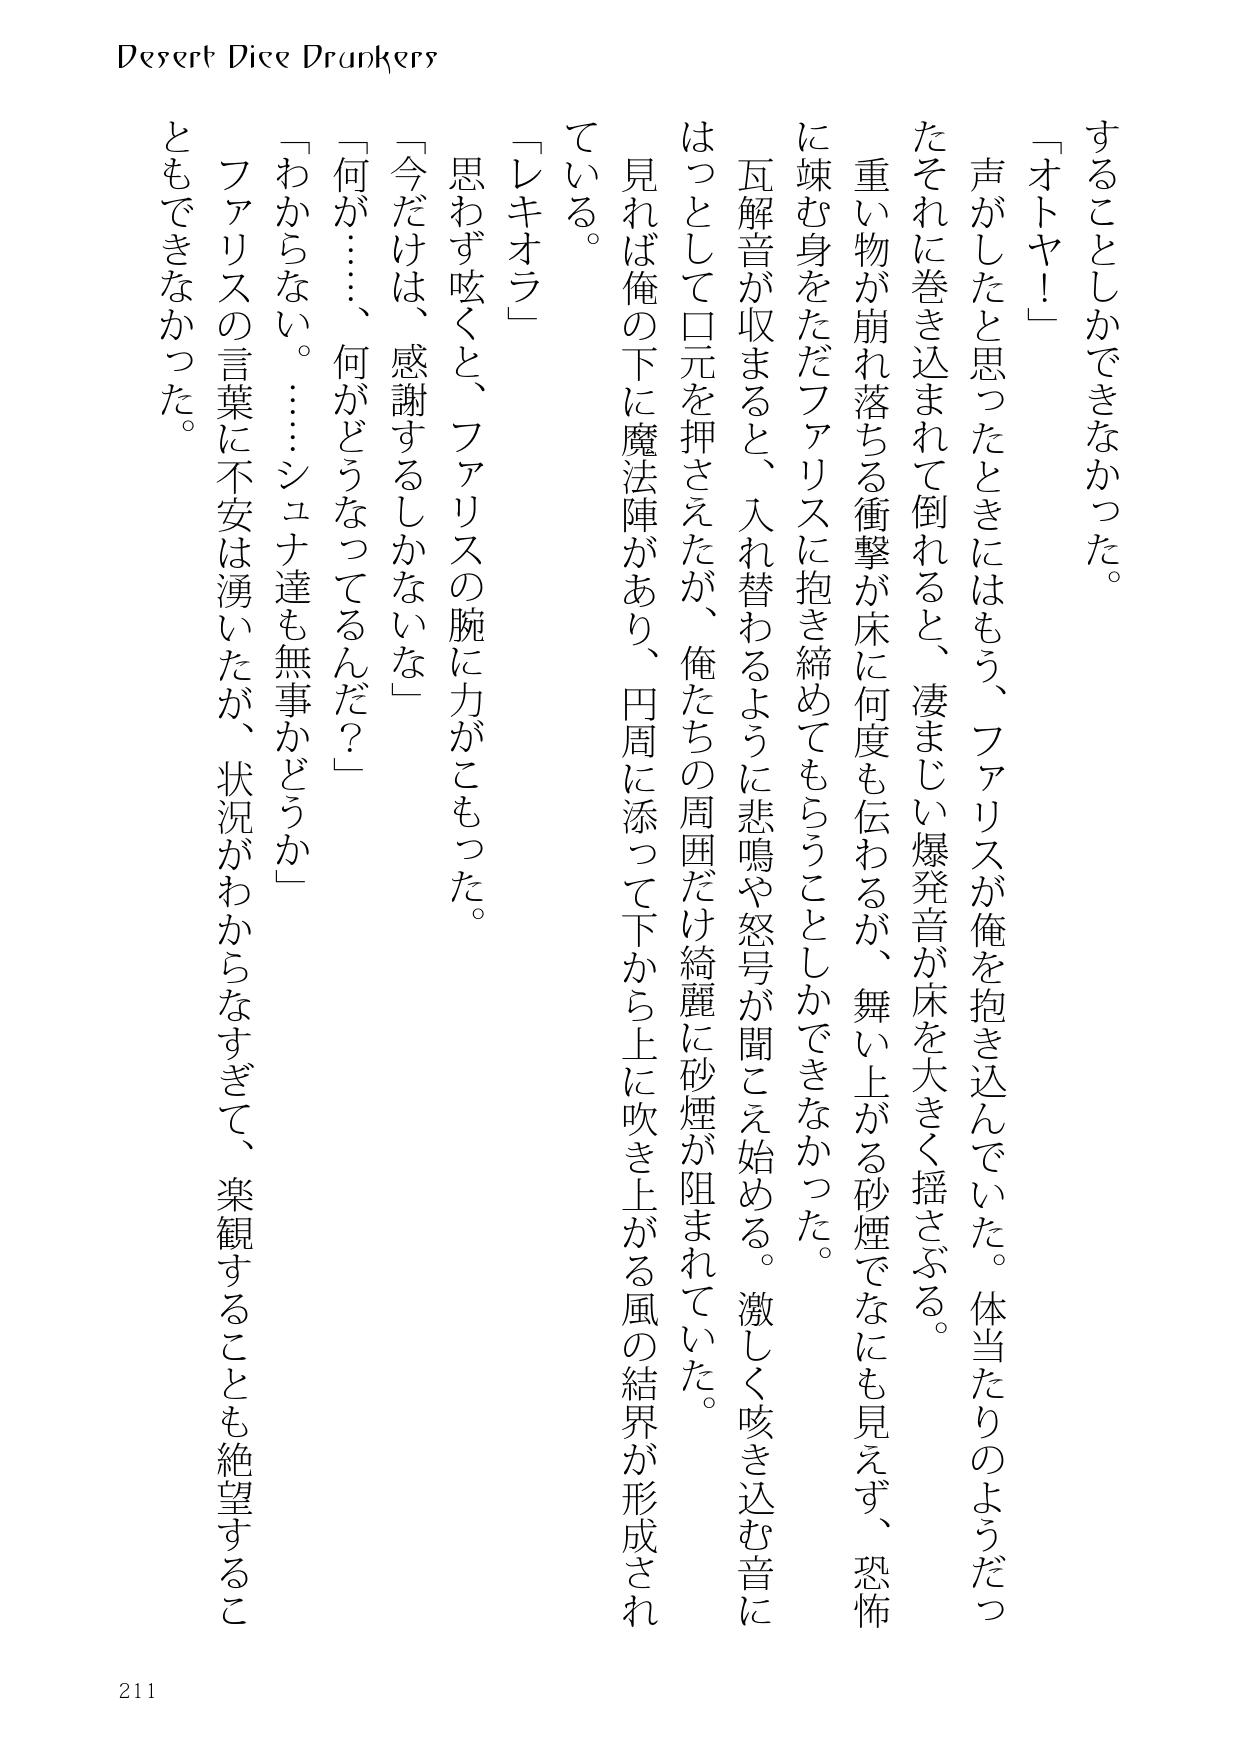 Desert Dice Drunkers
することしかできなかった。
「オトヤ！」
　声がしたと思ったときにはもう、ファリスが俺を抱き込んでいた。体当たりのようだっ
たそれに巻き込まれて倒れると、凄まじい爆発音が床を大きく揺さぶる。
　重い物が崩れ落ちる衝撃が床に何度も伝わるが、舞い上がる砂煙でなにも見えず、恐怖
に竦む身をただファリスに抱き締めてもらうことしかできなかった。
　瓦解音が収まると、入れ替わるように悲鳴や怒号が聞こえ始める。激しく咳き込む音に
はっとして口元を押さえたが、俺たちの周囲だけ綺麗に砂煙が阻まれていた。
　見れば俺の下に魔法陣があり、円周に添って下から上に吹き上がる風の結界が形成され
ている。
「レキオラ」
　思わず呟くと、ファリスの腕に力がこもった。
「今だけは、感謝するしかないな」
「何が……、何がどうなってるんだ？」
「わからない。……シュナ達も無事かどうか」
　ファリスの言葉に不安は湧いたが、状況がわからなすぎて、楽観することも絶望するこ
ともできなかった。
211